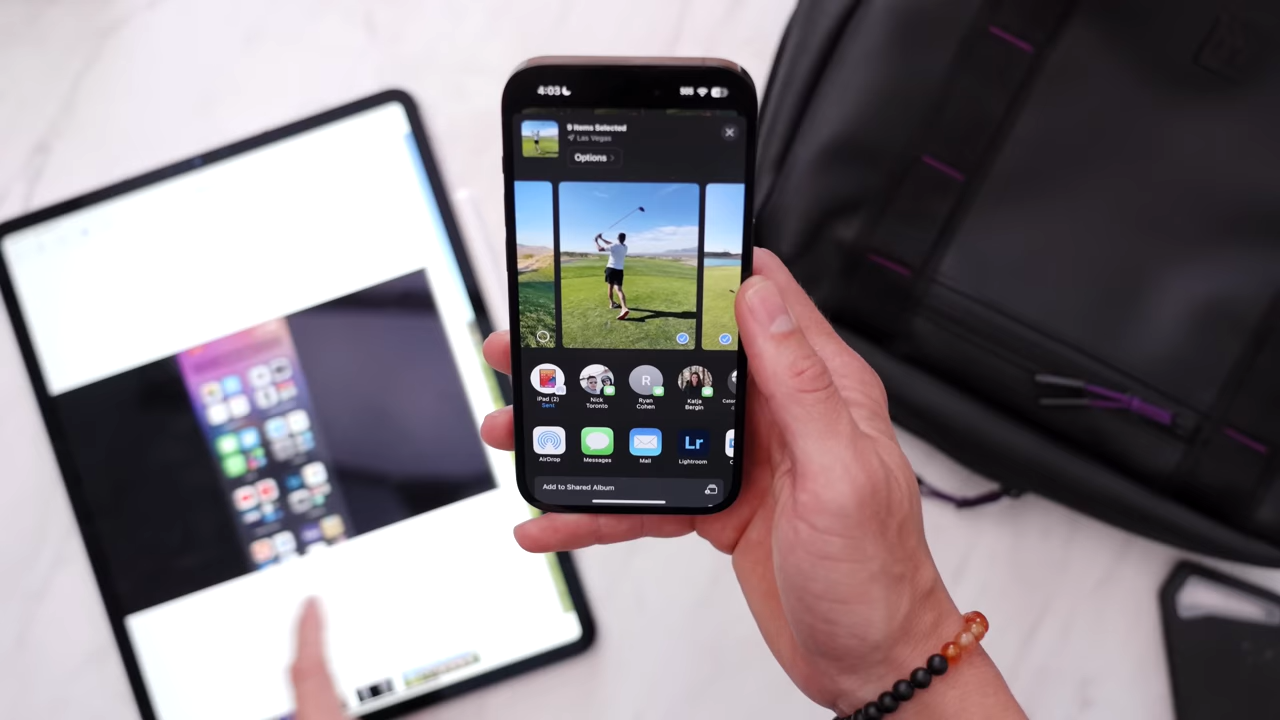 4:03
SOS
9 Items Selected
Las Vegas
Options
iPad (2)
Sent
Nick
Toronto
R
Ryan
Cohen
Katja
Bergin
AirDrop
Messages
Mail
Lr
Lightroom
Add to Shared Album